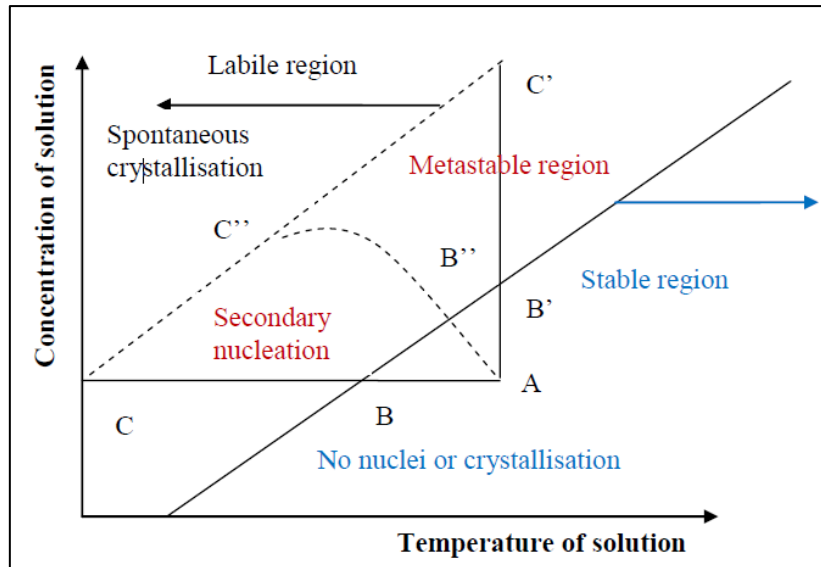 Labile region
C’
Spontaneous
crystallisation
Metastable region
C’’
B’’
Stable region
B’
Secondary
nucleation
A
B
C
No nuclei or crystallisation
Concentration of solution
Temperature of solution